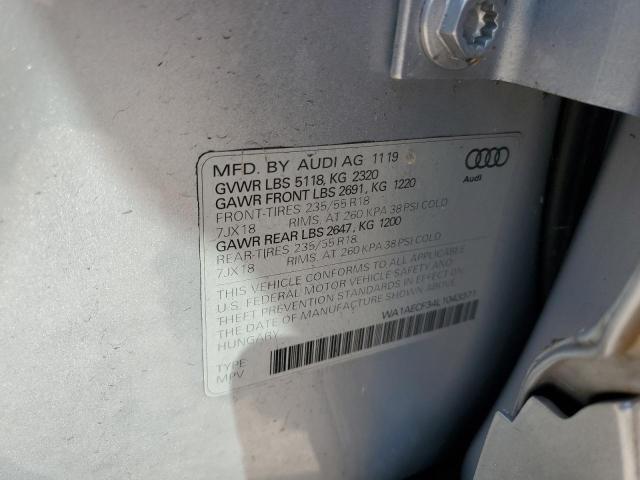 MFD. BY AUDI AG 11 19
GVWR LBS 5118, KG 2320
GAWR FRONT LBS 2691, KG 1220
FRONT-TIRES 235/55 R18
7JX18 RIMS. AT 260 KPA 38 PSI COLD
GAWR REAR LBS 2647, KG 1200
REAR-TIRES 235/55 R18
7JX18 RIMS. AT 260 KPA 38 PSI COLD
Audi
THIS VEHICLE CONFORMS TO ALL APPLICABLE
U.S. FEDERAL MOTOR VEHICLE SAFETY AND
THEFT PREVENTION STANDARDS IN EFFECT ON
THE DATE OF MANUFACTURE SHOWN ABOVE
HUNGARY
WA1AECF34L1043371
TYPE
MPV